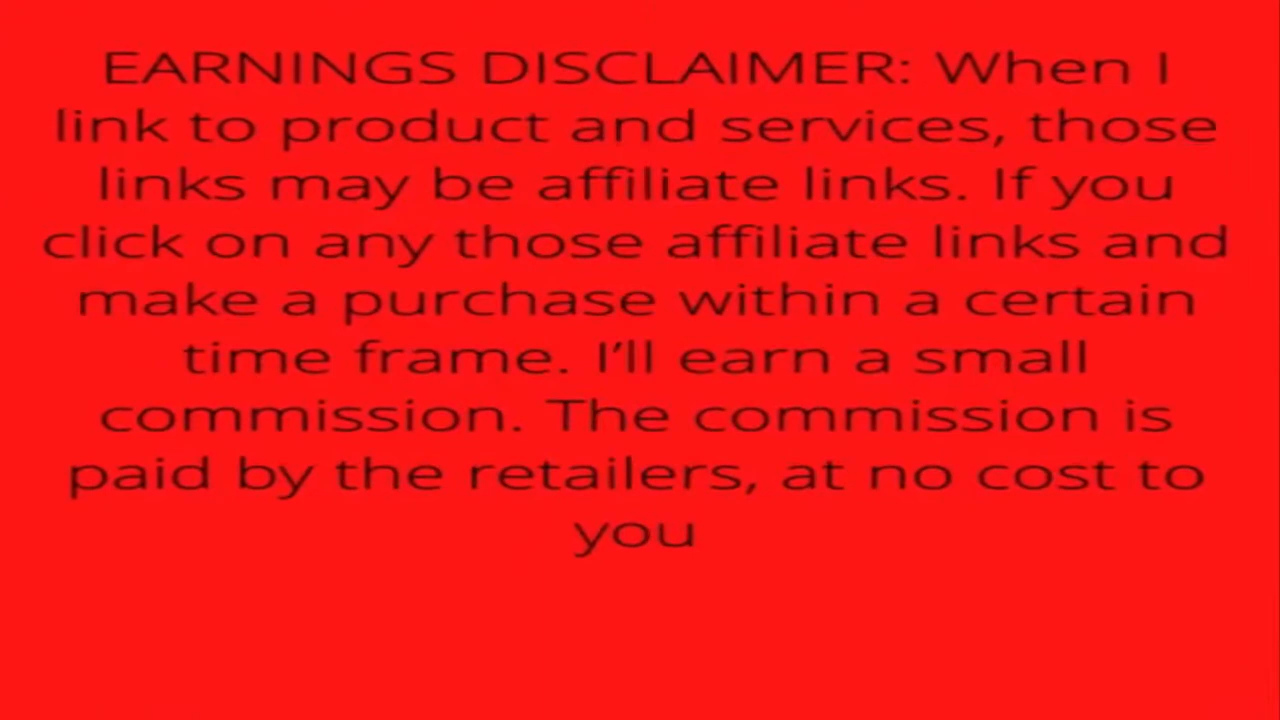 EARNINGS DISCLAIMER: When I
link to product and services, those
links may be affiliate links. If you
click on any those affiliate links and
make a purchase within a certain
time frame. I’ll earn a small
commission. The commission is
paid by the retailers, at no cost to
you